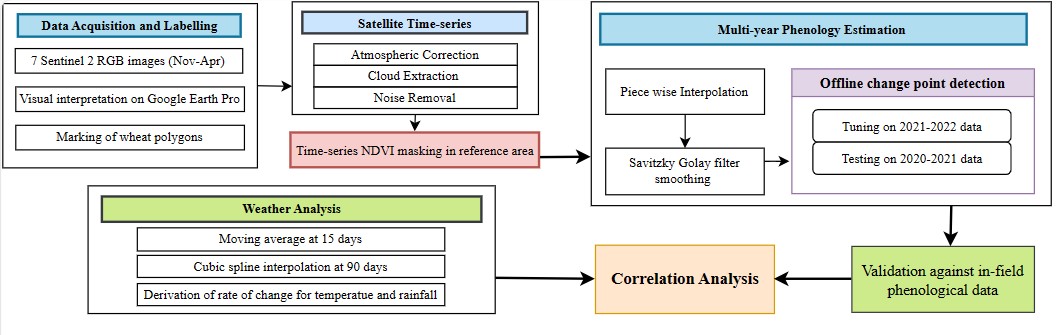 Data Acquisition and Labelling
7 Sentinel 2 RGB images (Nov-Apr)
Visual interpretation on Google Earth Pro
Marking of wheat polygons
Satellite Time-series
Atmospheric Correction
Cloud Extraction
Noise Removal
Time-series NDVI masking in reference area
Multi-year Phenology Estimation
Piece wise Interpolation
Savitzky Golay filter
smoothing
Offline change point detection
Tuning on 2021-2022 data
Testing on 2020-2021 data
Weather Analysis
Moving average at 15 days
Cubic spline interpolation at 90 days
Derivation of rate of change for temperatue and rainfall
Correlation Analysis
Validation against in-field
phenological data